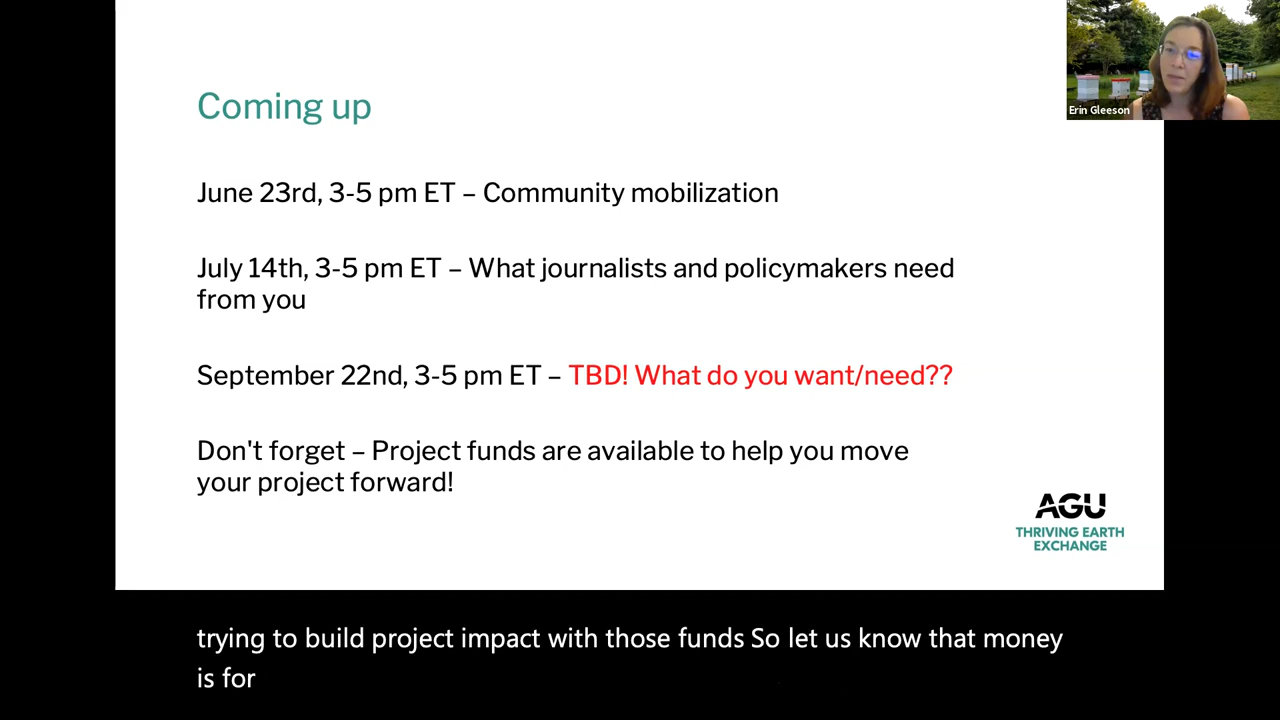 Coming up
Erin Gleeson
June 23rd, 3-5 pm ET – Community mobilization
July 14th, 3-5 pm ET – What journalists and policymakers need
from you
September 22nd, 3-5 pm ET – TBD! What do you want/need??
Don't forget – Project funds are available to help you move
your project forward!
AGU
THRIVING EARTH
EXCHANGE
trying to build project impact with those funds So let us know that money
is for